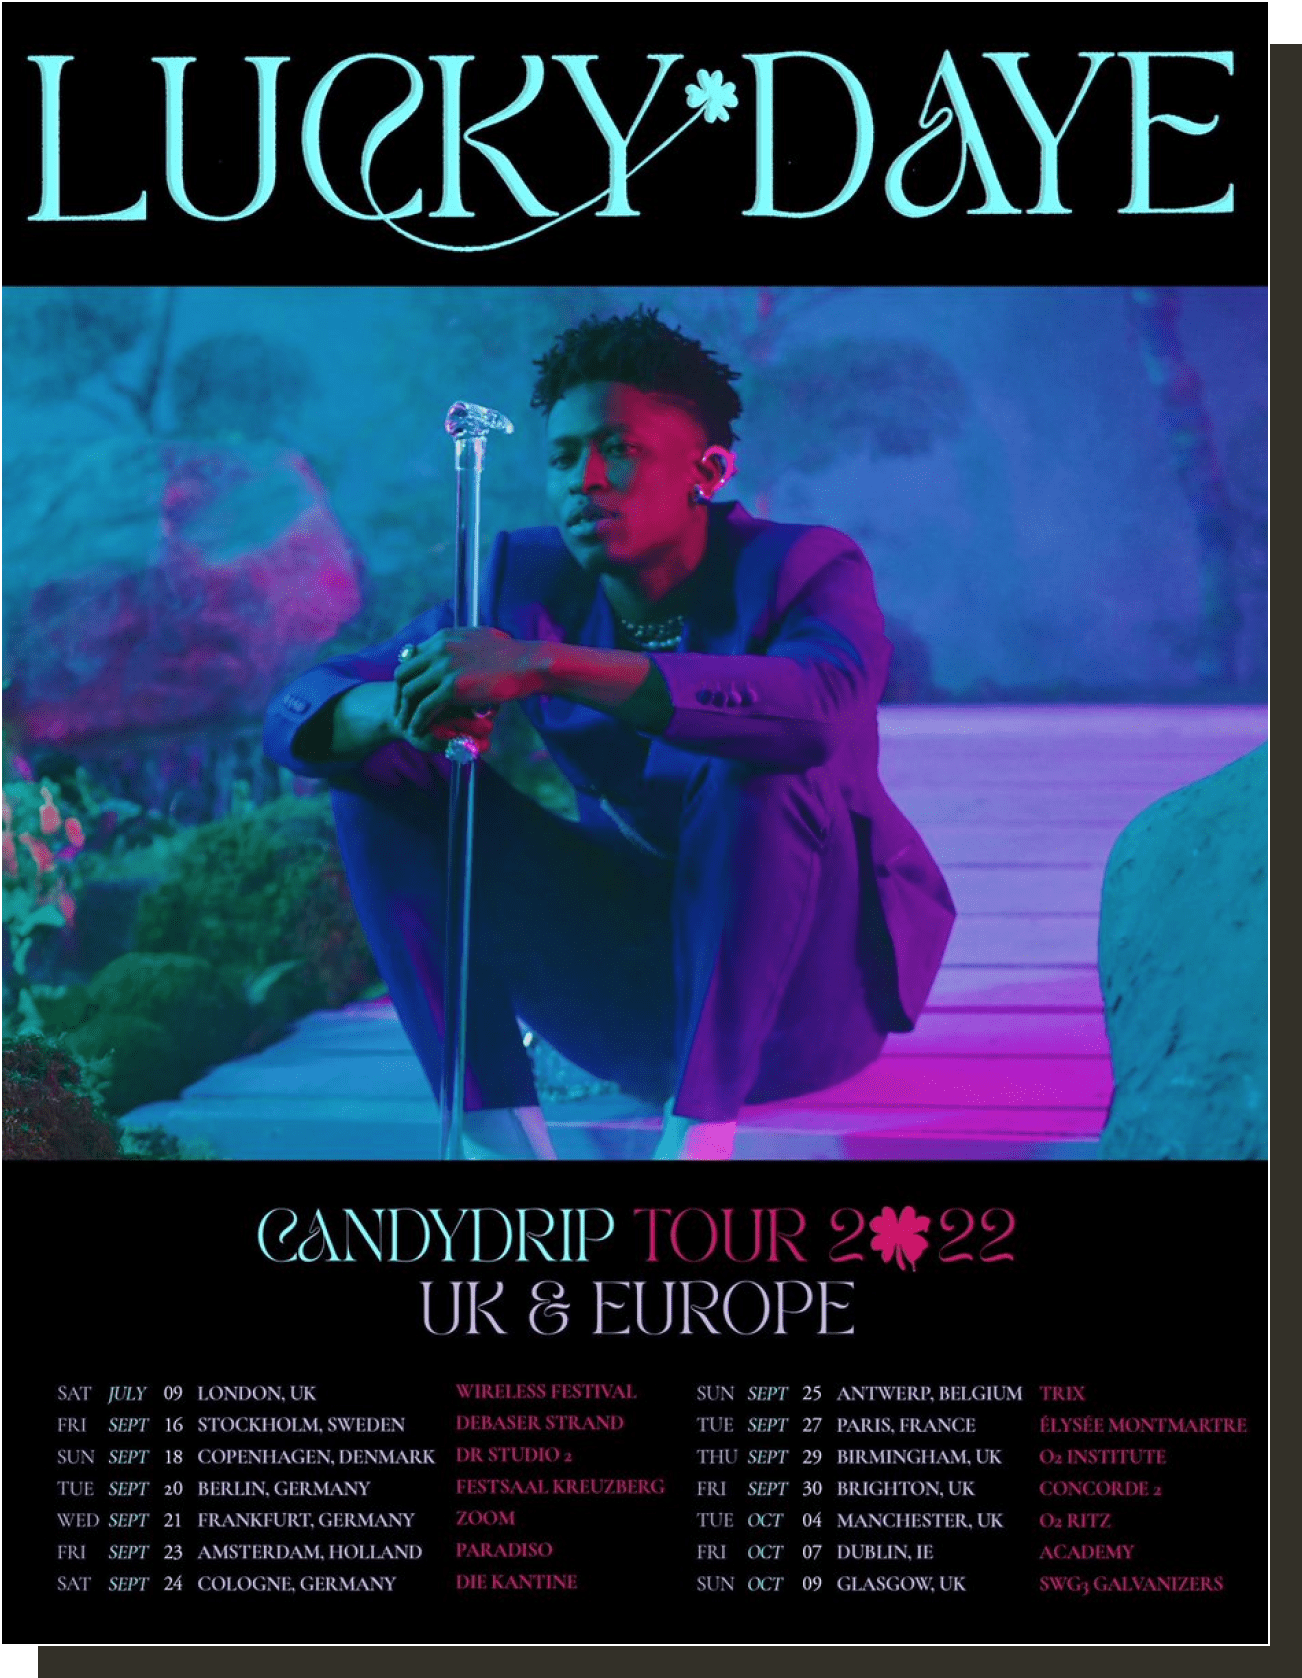 LUCKY DAYE
CANDYDRIP TOUR 2022
UK & EUROPE
SAT JULY 09 LONDON, UK WIRELESS FESTIVAL
FRI SEPT 16 STOCKHOLM, SWEDEN DEBASER STRAND
SUN SEPT 18 COPENHAGEN, DENMARK DR STUDIO 2
TUE SEPT 20 BERLIN, GERMANY FESTSAAL KREUZBERG
WED SEPT 21 FRANKFURT, GERMANY ZOOM
FRI SEPT 23 AMSTERDAM, HOLLAND PARADISO
SAT SEPT 24 COLOGNE, GERMANY DIE KANTINE
SUN SEPT 25 ANTWERP, BELGIUM TRIX
TUE SEPT 27 PARIS, FRANCE ÉLYSÉE MONTMARTRE
THU SEPT 29 BIRMINGHAM, UK O2 INSTITUTE
FRI SEPT 30 BRIGHTON, UK CONCORDE 2
TUE OCT 04 MANCHESTER, UK O2 RITZ
FRI OCT 07 DUBLIN, IE ACADEMY
SUN OCT 09 GLASGOW, UK SWG3 GALVANIZERS